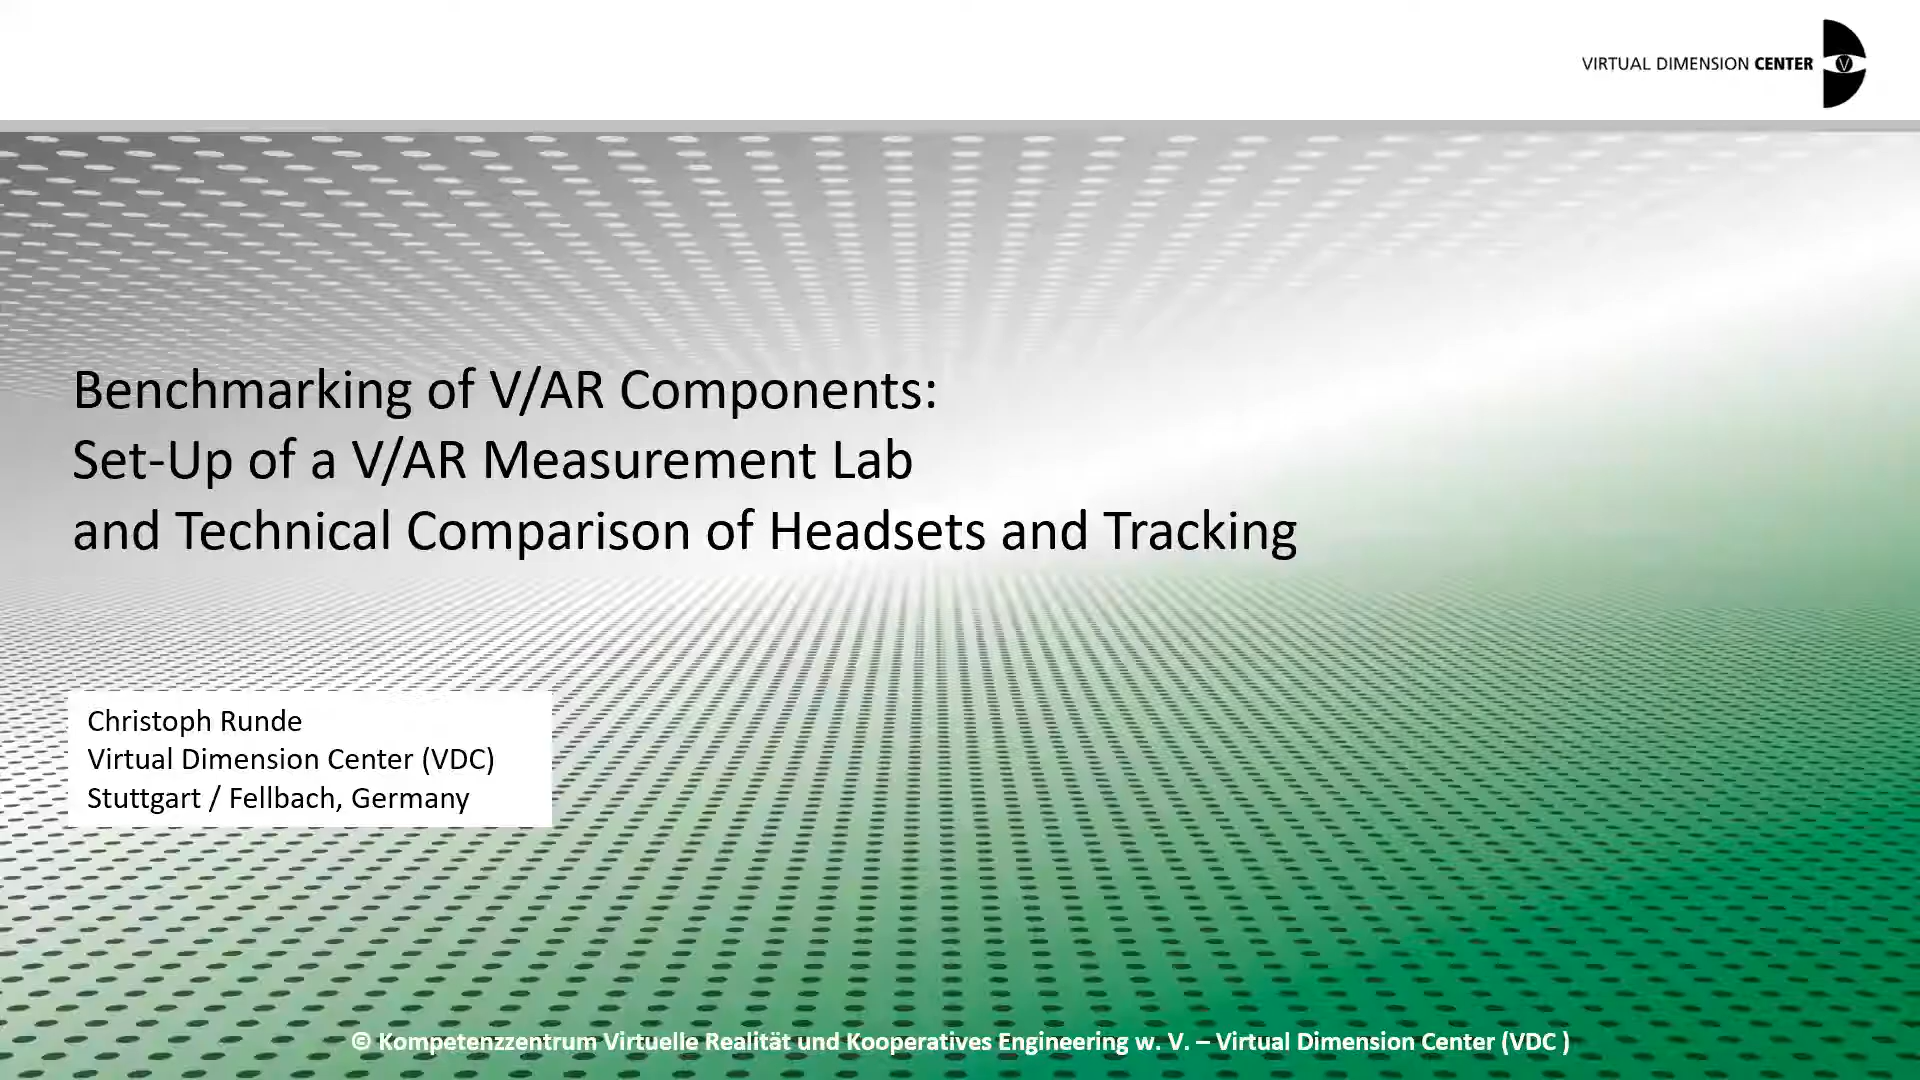 VIRTUAL DIMENSION CENTER
V
Benchmarking of V/AR Components:
Set-Up of a V/AR Measurement Lab
and Technical Comparison of Headsets and Tracking
Christoph Runde
Virtual Dimension Center (VDC)
Stuttgart / Fellbach, Germany
© Kompetenzzentrum Virtuelle Realität und Kooperatives Engineering w. V. – Virtual Dimension Center (VDC )